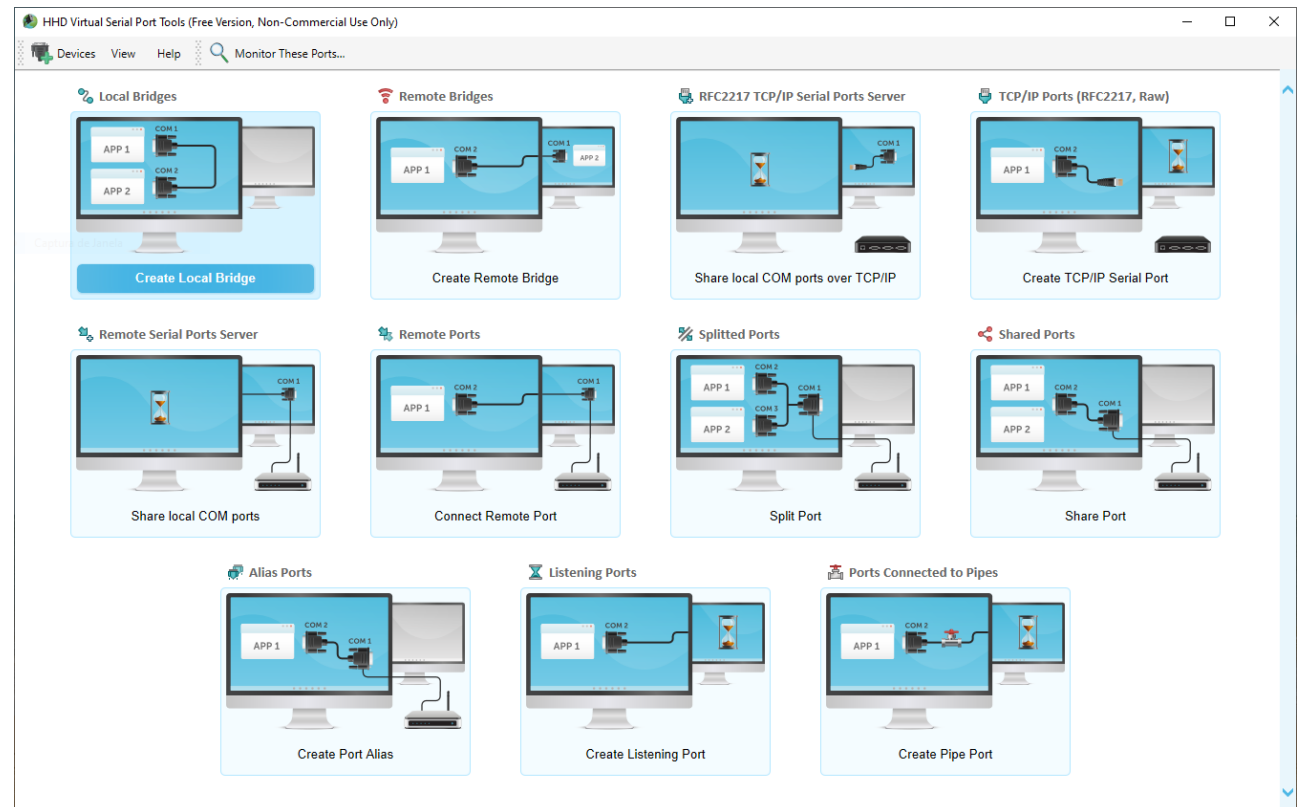 HHD Virtual Serial Port Tools (Free Version, Non-Commercial Use Only)
Devices View Help Monitor These Ports...
Local Bridges
COM 1
APP 1
COM 2
APP 2
Create Local Bridge
Remote Bridges
COM 2
COM 1
APP 1
APP 2
Create Remote Bridge
RFC2217 TCP/IP Serial Ports Server
COM 1
Share local COM ports over TCP/IP
TCP/IP Ports (RFC2217, Raw)
COM 2
APP 1
Create TCP/IP Serial Port
Remote Serial Ports Server
COM 1
Share local COM ports
Remote Ports
COM 2
COM 1
APP 1
Connect Remote Port
Splitted Ports
COM 2
APP 1
COM 1
COM 3
APP 2
Split Port
Shared Ports
APP 1
COM 2
COM 1
APP 2
Share Port
Alias Ports
COM 2
APP 1
COM 1
Create Port Alias
Listening Ports
COM 2
APP 1
Create Listening Port
Ports Connected to Pipes
COM 2
APP 1
Create Pipe Port